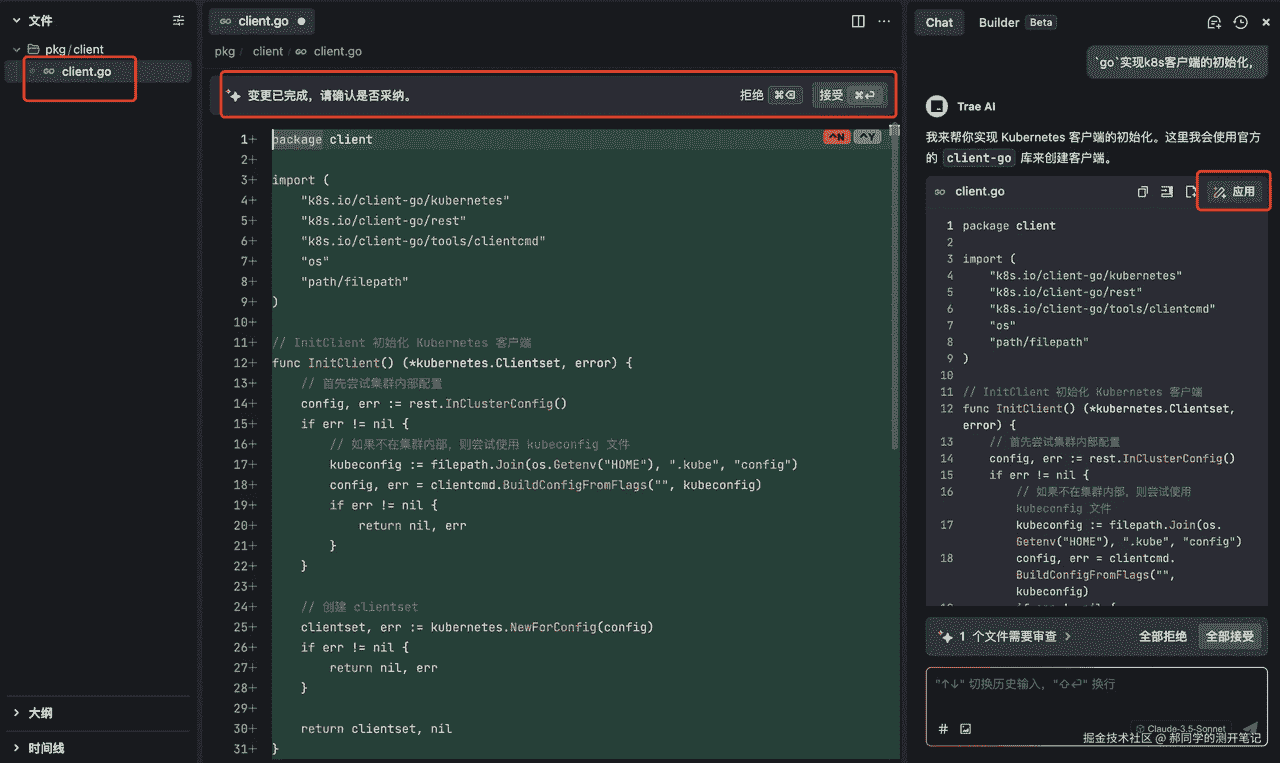 文件
pkg/client
client.go
大纲
时间线
client.go
pkg / client / client.go
变更已完成，请确认是否采纳。 拒绝 ⌘⌫ 接受 ⌘⏎
^N ^Y
1+ package client
2+
3+ import (
4+ "k8s.io/client-go/kubernetes"
5+ "k8s.io/client-go/rest"
6+ "k8s.io/client-go/tools/clientcmd"
7+ "os"
8+ "path/filepath"
9+ )
10+
11+ // InitClient 初始化 Kubernetes 客户端
12+ func InitClient() (*kubernetes.Clientset, error) {
13+ // 首先尝试集群内部配置
14+ config, err := rest.InClusterConfig()
15+ if err != nil {
16+ // 如果不在集群内部，则尝试使用 kubeconfig 文件
17+ kubeconfig := filepath.Join(os.Getenv("HOME"), ".kube", "config")
18+ config, err = clientcmd.BuildConfigFromFlags("", kubeconfig)
19+ if err != nil {
20+ return nil, err
21+ }
22+ }
23+
24+ // 创建 clientset
25+ clientset, err := kubernetes.NewForConfig(config)
26+ if err != nil {
27+ return nil, err
28+ }
29+
30+ return clientset, nil
31+ }
Chat Builder Beta
`go`实现k8s客户端的初始化,
Trae AI
我来帮你实现 Kubernetes 客户端的初始化。这里我会使用官方
的 client-go 库来创建客户端。
client.go 应用
1 package client
2
3 import (
4 "k8s.io/client-go/kubernetes"
5 "k8s.io/client-go/rest"
6 "k8s.io/client-go/tools/clientcmd"
7 "os"
8 "path/filepath"
9 )
10
11 // InitClient 初始化 Kubernetes 客户端
12 func InitClient() (*kubernetes.Clientset,
error) {
13 // 首先尝试集群内部配置
14 config, err := rest.InClusterConfig()
15 if err != nil {
16 // 如果不在集群内部，则尝试使用
kubeconfig 文件
17 kubeconfig := filepath.Join(os.
Getenv("HOME"), ".kube", "config")
18 config, err = clientcmd.
BuildConfigFromFlags("",
kubeconfig)
1 个文件需要审查 全部拒绝 全部接受
"↑↓" 切换历史输入，"⇧⏎" 换行
# Claude-3.5-Sonnet
掘金技术社区 @ 郝同学的测开笔记